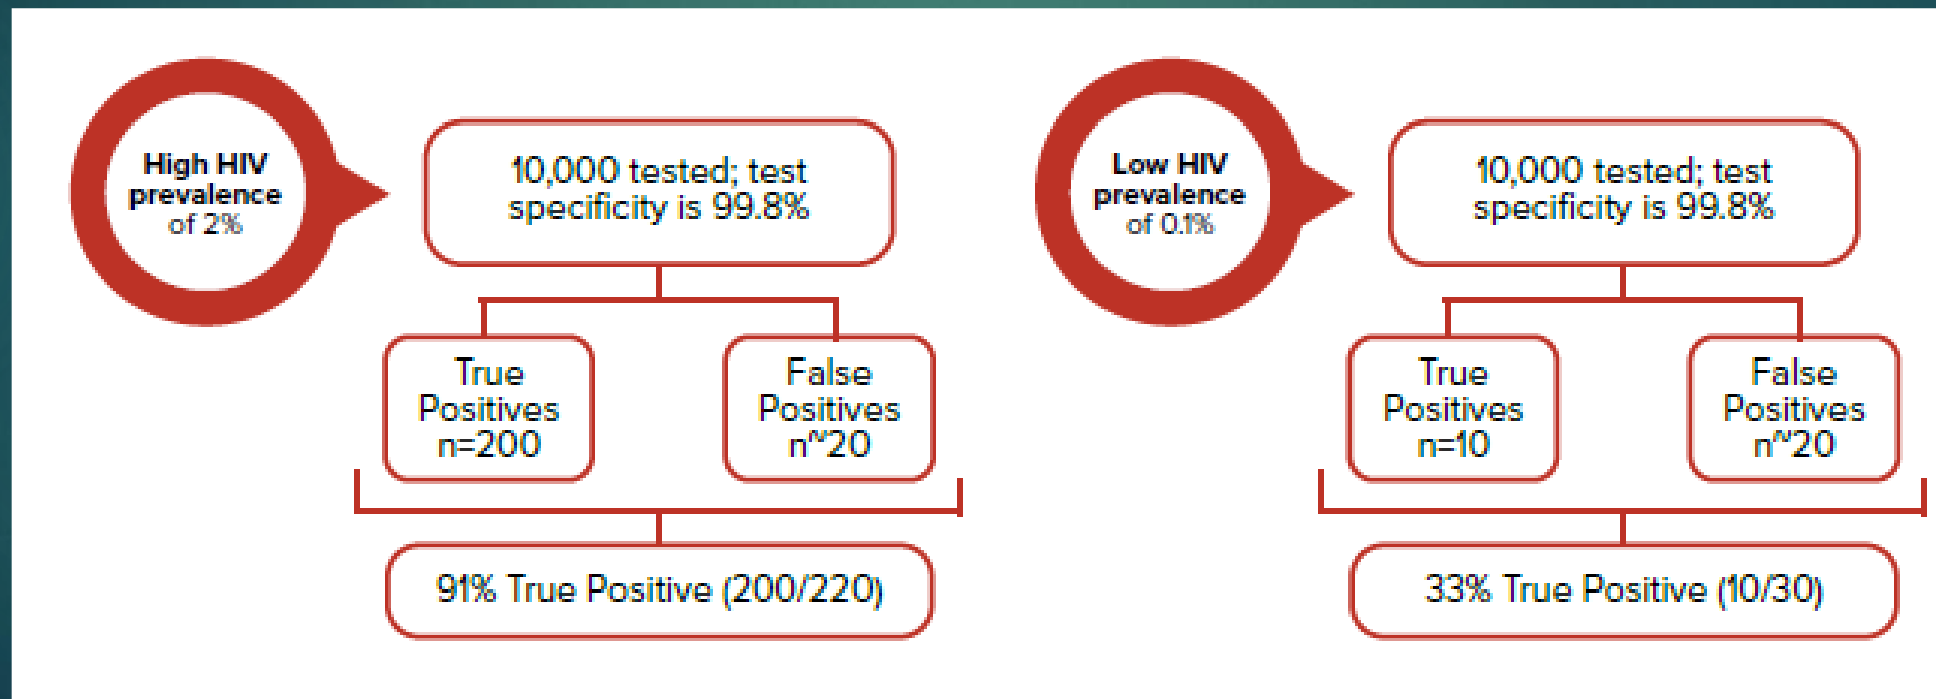 High HIV
prevalence
of 2%
10,000 tested; test
specificity is 99.8%
True
Positives
n=200
False
Positives
n~20
91% True Positive (200/220)
Low HIV
prevalence
of 0.1%
10,000 tested; test
specificity is 99.8%
True
Positives
n=10
False
Positives
n~20
33% True Positive (10/30)